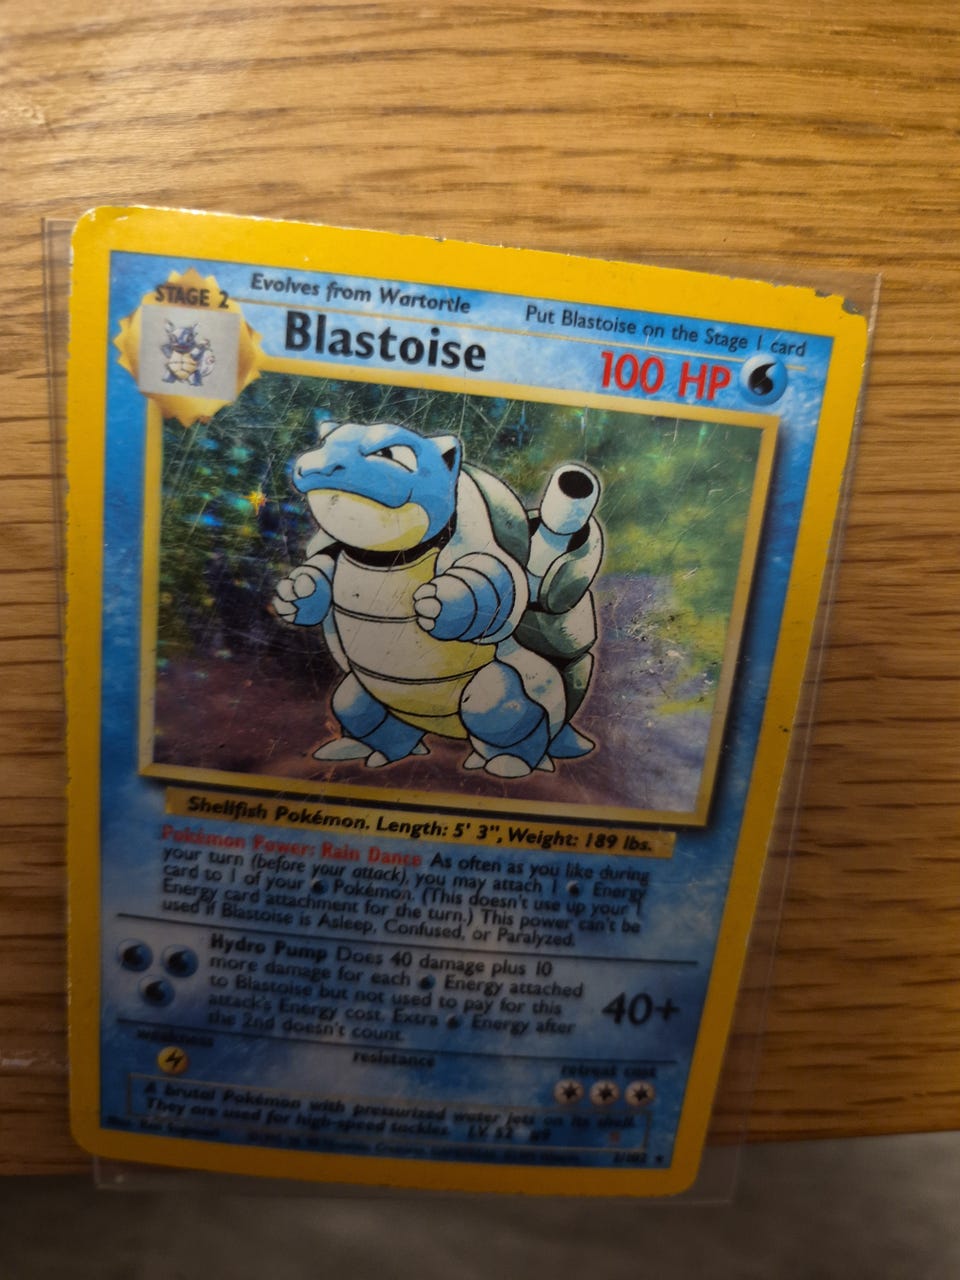 STAGE 2
Evolves from Wartortle
Put Blastoise on the Stage 1 card
Blastoise
100 HP
Shellfish Pokémon. Length: 5' 3", Weight: 189 lbs.
Pokémon Power: Rain Dance As often as you like during
your turn (before your attack), you may attach 1 Energy
card to 1 of your Pokémon. (This doesn't use up your 1
Energy card attachment for the turn.) This power can't be
used if Blastoise is Asleep, Confused, or Paralyzed.
Hydro Pump Does 40 damage plus 10
more damage for each Energy attached
to Blastoise but not used to pay for this
attack's Energy cost. Extra Energy after
the 2nd doesn't count.
40+
weakness
resistance
retreat cost
A brutal Pokémon with pressurized water jets on its shell.
They are used for high-speed tackles. LV. 52 #9
2/102 ★